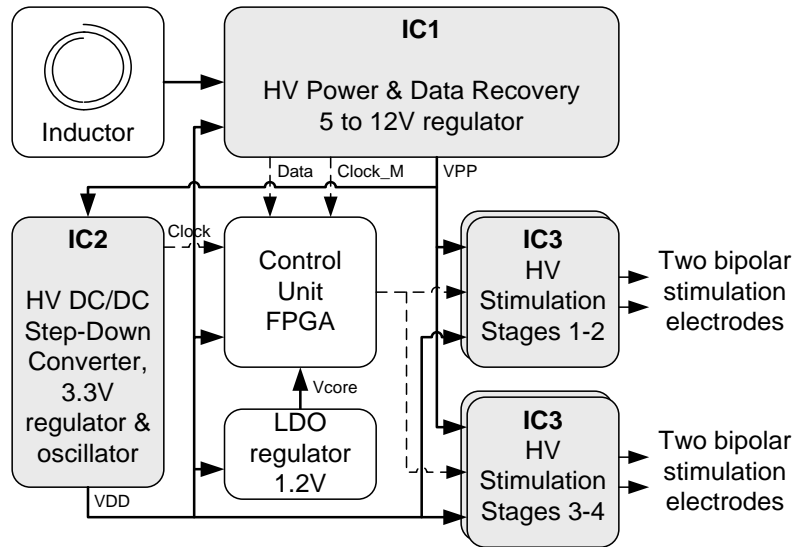 IC1
HV Power & Data Recovery
5 to 12V regulator
Inductor
Data
Clock_M
VPP
IC2
HV DC/DC
Step-Down
Converter,
3.3V
regulator &
oscillator
Clock
Control
Unit
FPGA
IC3
HV
Stimulation
Stages 1-2
Two bipolar
stimulation
electrodes
Vcore
LDO
regulator
1.2V
IC3
HV
Stimulation
Stages 3-4
Two bipolar
stimulation
electrodes
VDD